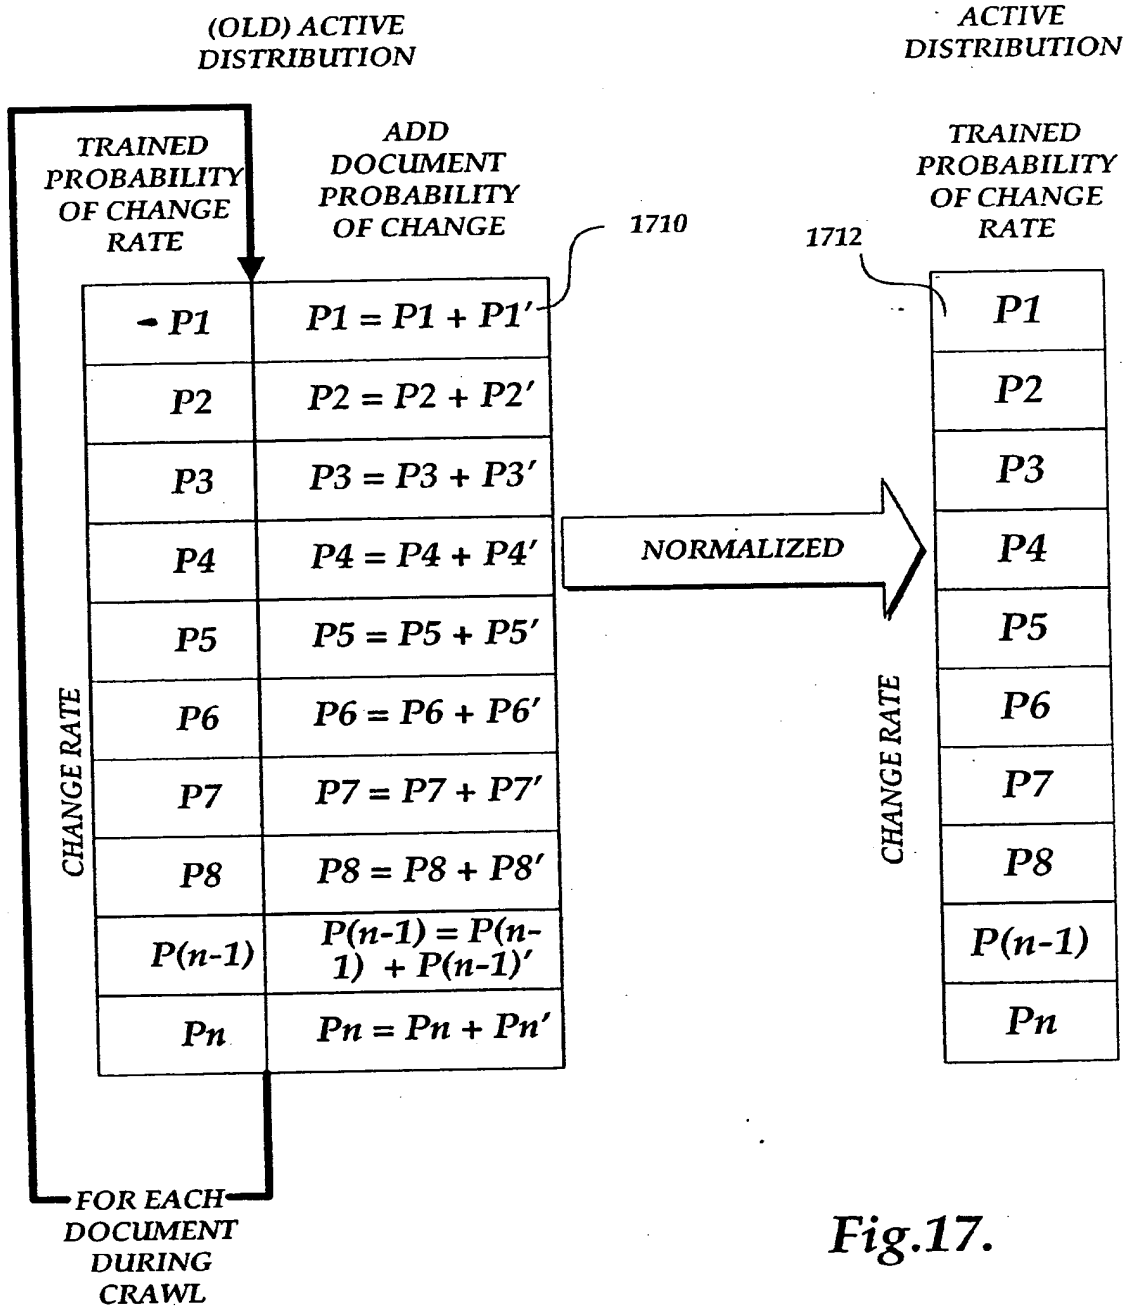 (OLD) ACTIVE
DISTRIBUTION
ACTIVE
DISTRIBUTION
TRAINED
PROBABILITY
OF CHANGE
RATE
ADD
DOCUMENT
PROBABILITY
OF CHANGE
1710
1712
TRAINED
PROBABILITY
OF CHANGE
RATE
P1
P1 = P1 + P1'
P2
P2 = P2 + P2'
P3
P3 = P3 + P3'
P4
P4 = P4 + P4'
P5
P5 = P5 + P5'
P6
P6 = P6 + P6'
P7
P7 = P7 + P7'
P8
P8 = P8 + P8'
P(n-1)
P(n-1) = P(n-
1) + P(n-1)'
Pn
Pn = Pn + Pn'
CHANGE RATE
NORMALIZED
P1
P2
P3
P4
P5
P6
P7
P8
P(n-1)
Pn
CHANGE RATE
FOR EACH
DOCUMENT
DURING
CRAWL
Fig.17.